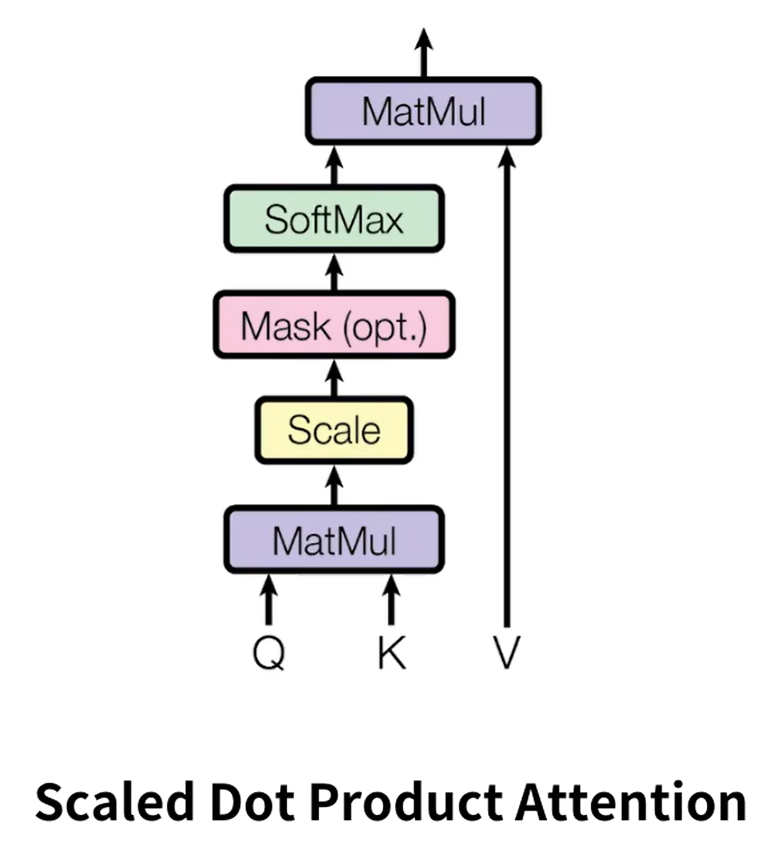 MatMul
SoftMax
Mask (opt.)
Scale
MatMul
Q K V
Scaled Dot Product Attention